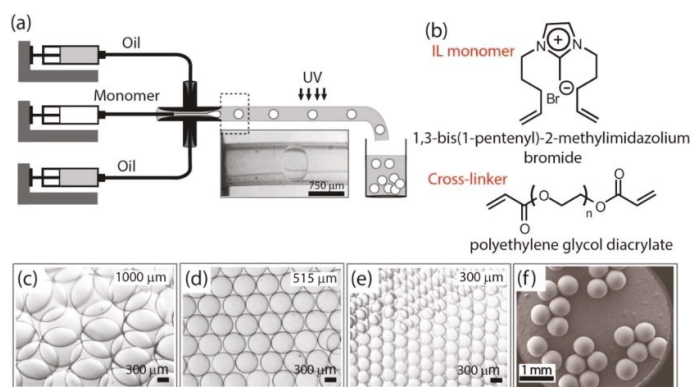 (a)
Oil
Monomer
Oil
UV
750 μm
(b)
IL monomer
+
N
N
Br
1,3-bis(1-pentenyl)-2-methylimidazolium
bromide
Cross-linker
O
O
O
n
O
polyethylene glycol diacrylate
(c)
1000 μm
300 μm
(d)
515 μm
300 μm
(e)
300 μm
300 μm
(f)
1 mm